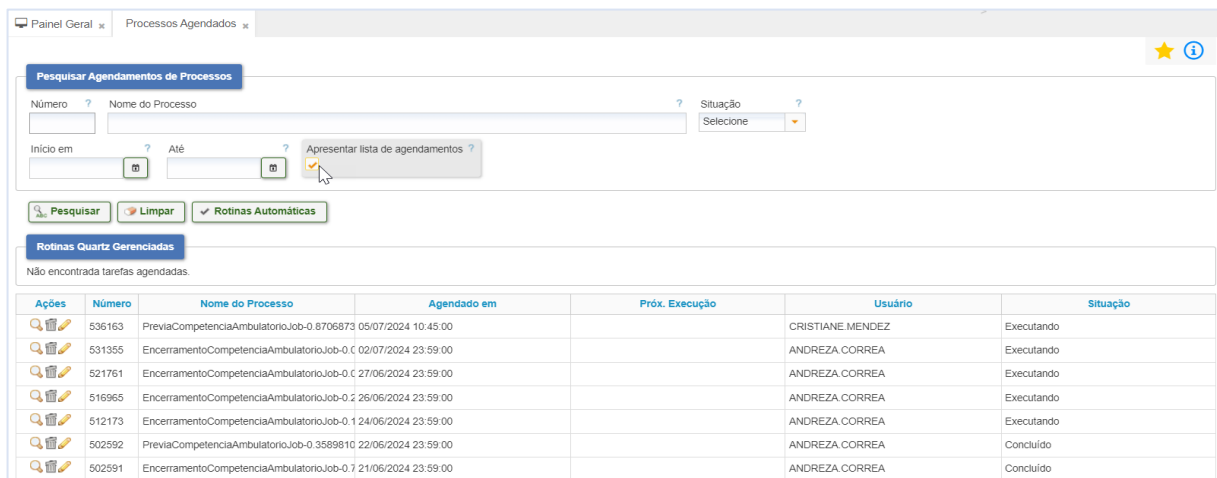 Painel Geral x Processos Agendados x
Pesquisar Agendamentos de Processos
Número ? Nome do Processo ? Situação ?
Selecione
Início em ? Até ? Apresentar lista de agendamentos ?
Pesquisar Limpar Rotinas Automáticas
Rotinas Quartz Gerenciadas
Não encontrada tarefas agendadas.
Ações Número Nome do Processo Agendado em Próx. Execução Usuário Situação
536163 PreviaCompetenciaAmbulatorioJob-0.8706873 05/07/2024 10:45:00 CRISTIANE.MENDEZ Executando
531355 EncerramentoCompetenciaAmbulatorioJob-0.0 02/07/2024 23:59:00 ANDREZA.CORREA Executando
521761 EncerramentoCompetenciaAmbulatorioJob-0.0 27/06/2024 23:59:00 ANDREZA.CORREA Executando
516965 EncerramentoCompetenciaAmbulatorioJob-0.2 26/06/2024 23:59:00 ANDREZA.CORREA Executando
512173 EncerramentoCompetenciaAmbulatorioJob-0.1 24/06/2024 23:59:00 ANDREZA.CORREA Executando
502592 PreviaCompetenciaAmbulatorioJob-0.3589810 22/06/2024 23:59:00 ANDREZA.CORREA Concluído
502591 EncerramentoCompetenciaAmbulatorioJob-0.7 21/06/2024 23:59:00 ANDREZA.CORREA Concluído